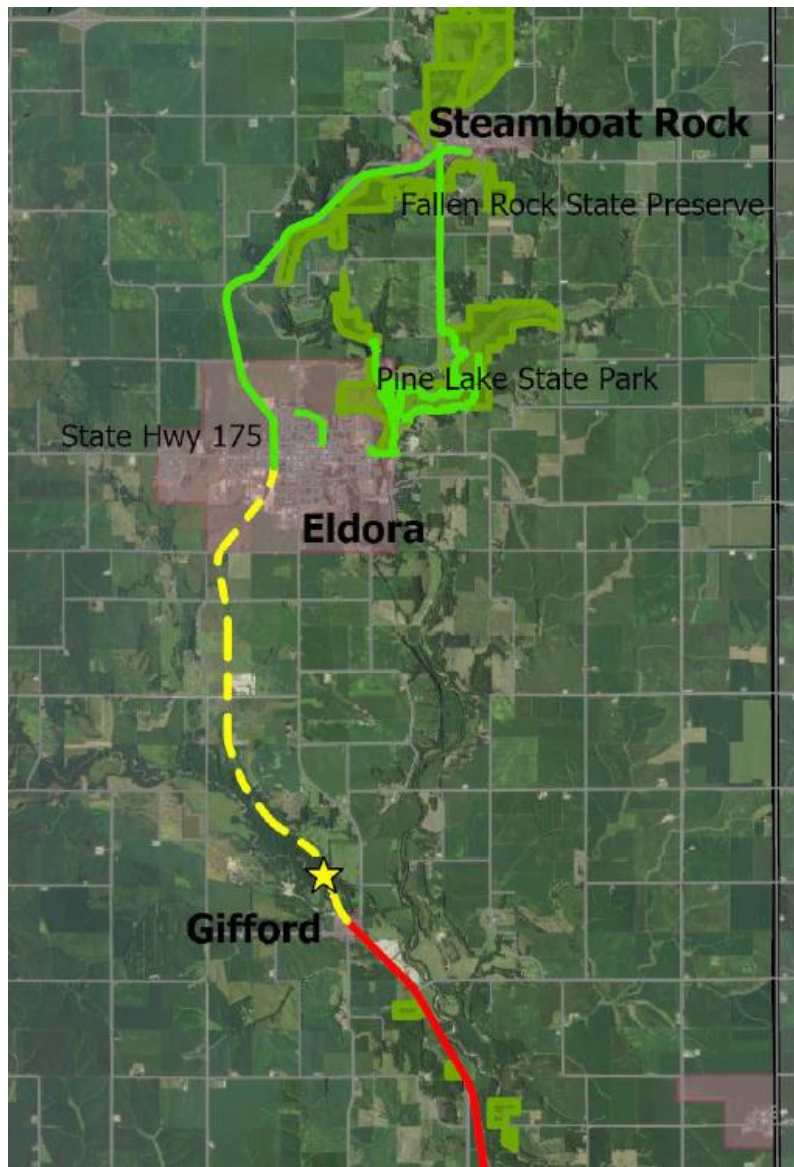 Steamboat Rock
Fallen Rock State Preserve
Pine Lake State Park
State Hwy 175
Eldora
Gifford